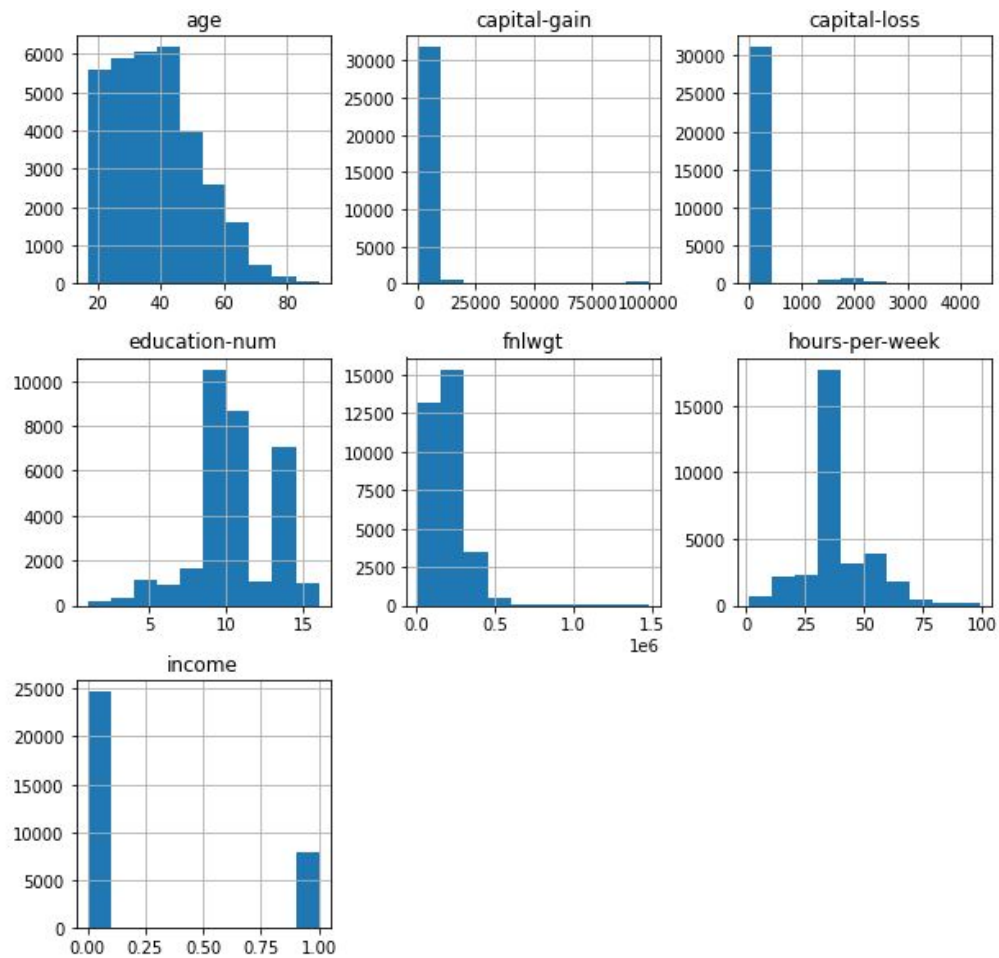 age
6000
5000
4000
3000
2000
1000
0
20 40 60 80
capital-gain
30000
25000
20000
15000
10000
5000
0
0 25000 50000 75000 100000
capital-loss
30000
25000
20000
15000
10000
5000
0
0 1000 2000 3000 4000
education-num
10000
8000
6000
4000
2000
0
5 10 15
fnlwgt
15000
12500
10000
7500
5000
2500
0
0.0 0.5 1.0 1.5
1e6
hours-per-week
15000
10000
5000
0
0 25 50 75 100
income
25000
20000
15000
10000
5000
0
0.00 0.25 0.50 0.75 1.00